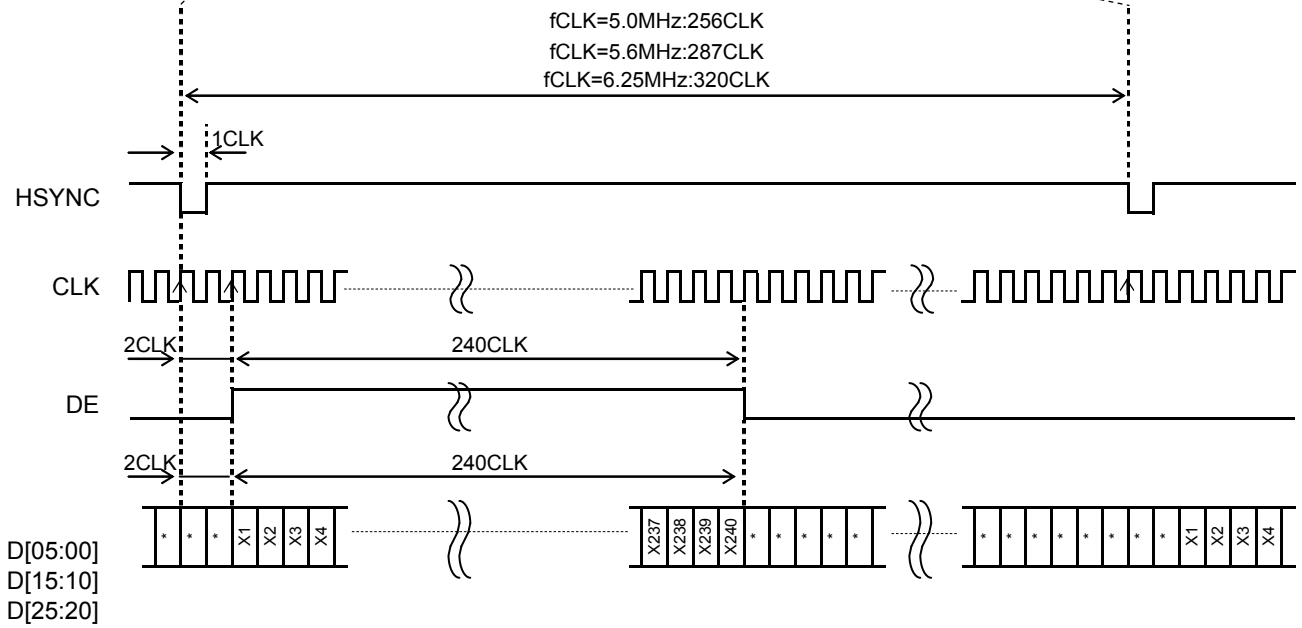 fCLK=5.0MHz:256CLK
fCLK=5.6MHz:287CLK
fCLK=6.25MHz:320CLK
1CLK
HSYNC
CLK
2CLK 240CLK
DE
2CLK 240CLK
* * * X1 X2 X3 X4 X237 X238 X239 X240 * * * * * * * * * * * * * X1 X2 X3 X4
D[05:00]
D[15:10]
D[25:20]